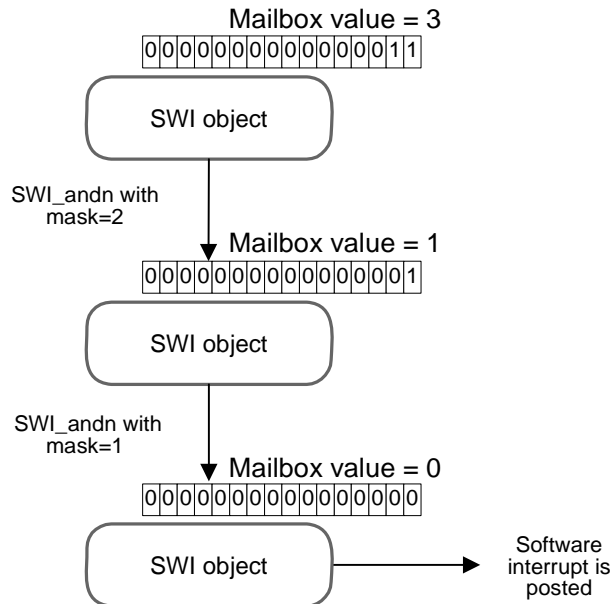 Mailbox value = 3
0000000000000011
SWI object
SWI_andn with
mask=2
Mailbox value = 1
0000000000000001
SWI object
SWI_andn with
mask=1
Mailbox value = 0
0000000000000000
SWI object
Software
interrupt is
posted